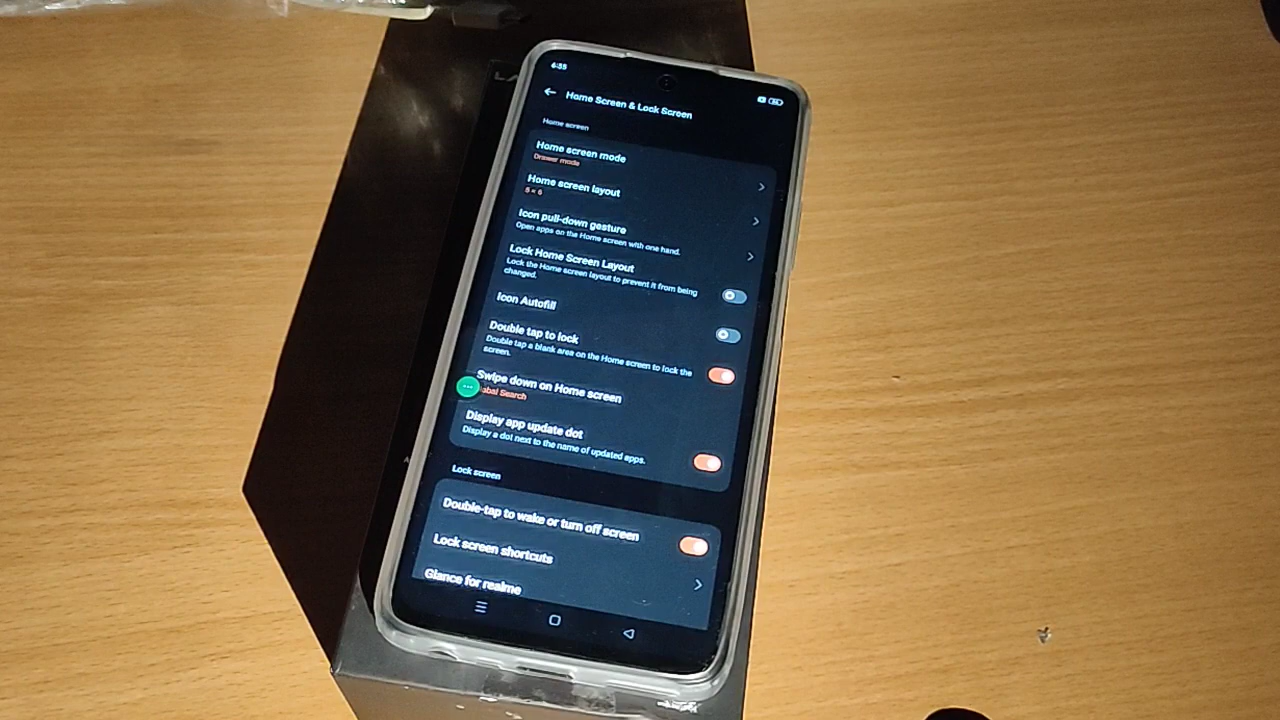 4:35
Home Screen & Lock Screen
Home screen
Home screen mode
Drawer mode
Home screen layout
5 × 6
Icon pull-down gesture
Open apps on the Home screen with one hand.
Lock Home Screen Layout
Lock the Home screen layout to prevent it from being
changed.
Icon Autofill
Double tap to lock
Double tap a blank area on the Home screen to lock the
screen.
Swipe down on Home screen
obal Search
Display app update dot
Display a dot next to the name of updated apps.
Lock screen
Double-tap to wake or turn off screen
Lock screen shortcuts
Glance for realme